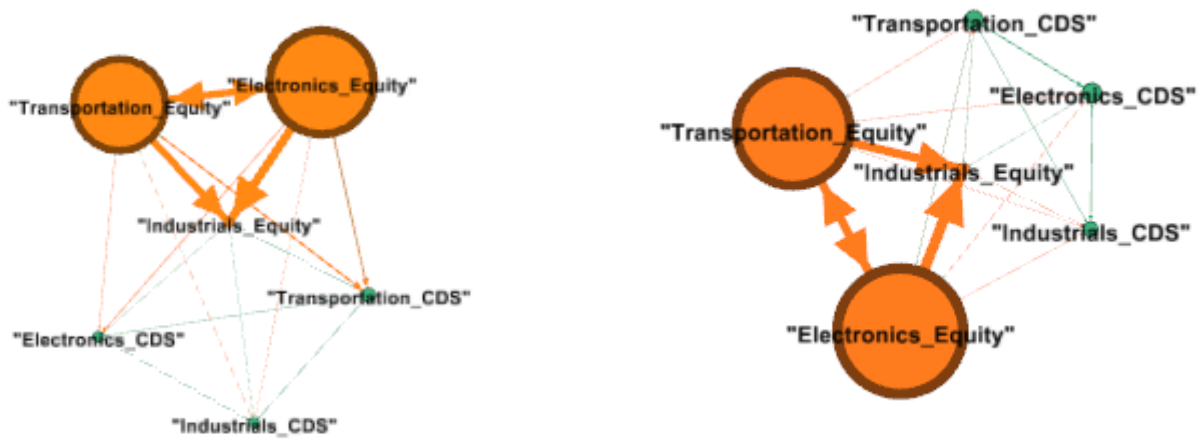 "Electronics_Equity"
"Transportation_Equity"
"Industrials_Equity"
"Transportation_CDS"
"Electronics_CDS"
"Industrials_CDS"
"Transportation_CDS"
"Electronics_CDS"
"Transportation_Equity"
"Industrials_Equity"
"Industrials_CDS"
"Electronics_Equity"